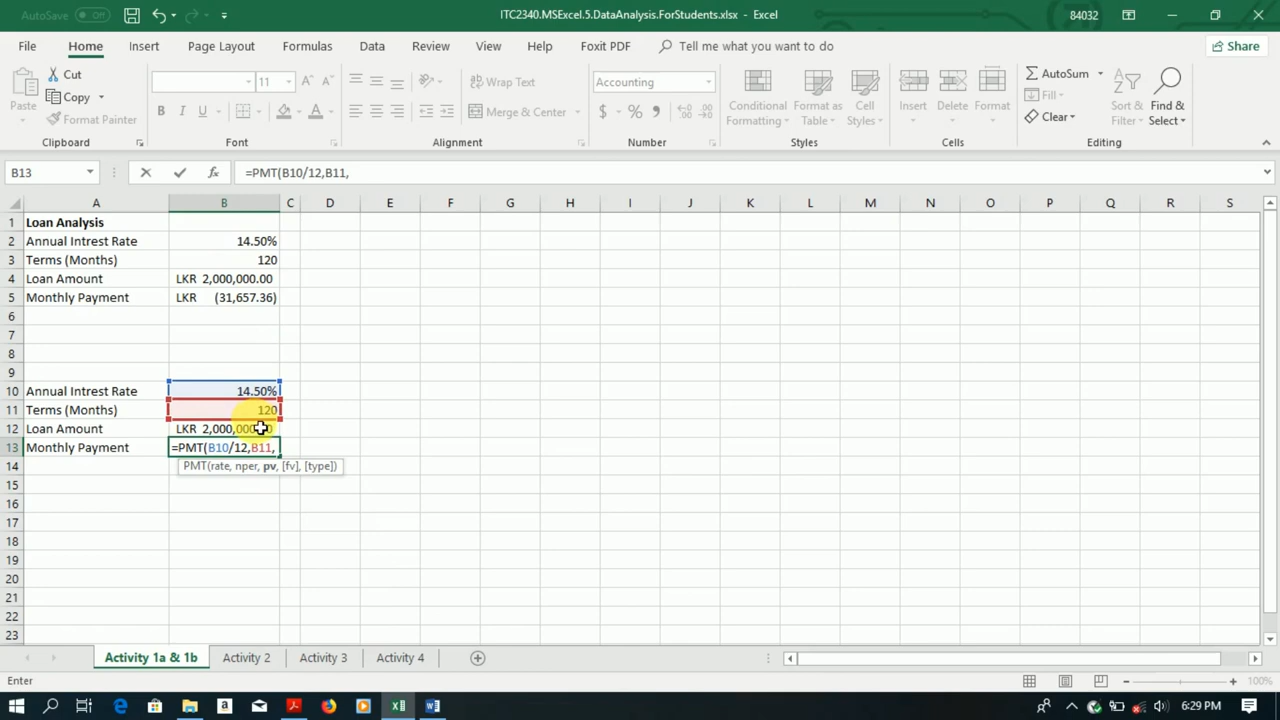 AutoSave Off ITC2340.MSExcel.5.DataAnalysis.ForStudents.xlsx - Excel 84032
File Home Insert Page Layout Formulas Data Review View Help Foxit PDF Tell me what you want to do Share
Paste Cut Copy Format Painter
11
B I U A
Wrap Text
Merge & Center
Accounting
$ %
Conditional Formatting Format as Table Cell Styles
Insert Delete Format
AutoSum Fill Clear
Sort & Filter Find & Select
Clipboard Font Alignment Number Styles Cells Editing
B13 fx =PMT(B10/12,B11,
A B C D E F G H I J K L M N O P Q R S
1 Loan Analysis
2 Annual Intrest Rate 14.50%
3 Terms (Months) 120
4 Loan Amount LKR 2,000,000.00
5 Monthly Payment LKR (31,657.36)
6
7
8
9
10 Annual Intrest Rate 14.50%
11 Terms (Months) 120
12 Loan Amount LKR 2,000,000.00
13 Monthly Payment =PMT(B10/12,B11,
14 PMT(rate, nper, pv, [fv], [type])
15
16
17
18
19
20
21
22
23
Activity 1a & 1b Activity 2 Activity 3 Activity 4
Enter 100%
6:29 PM